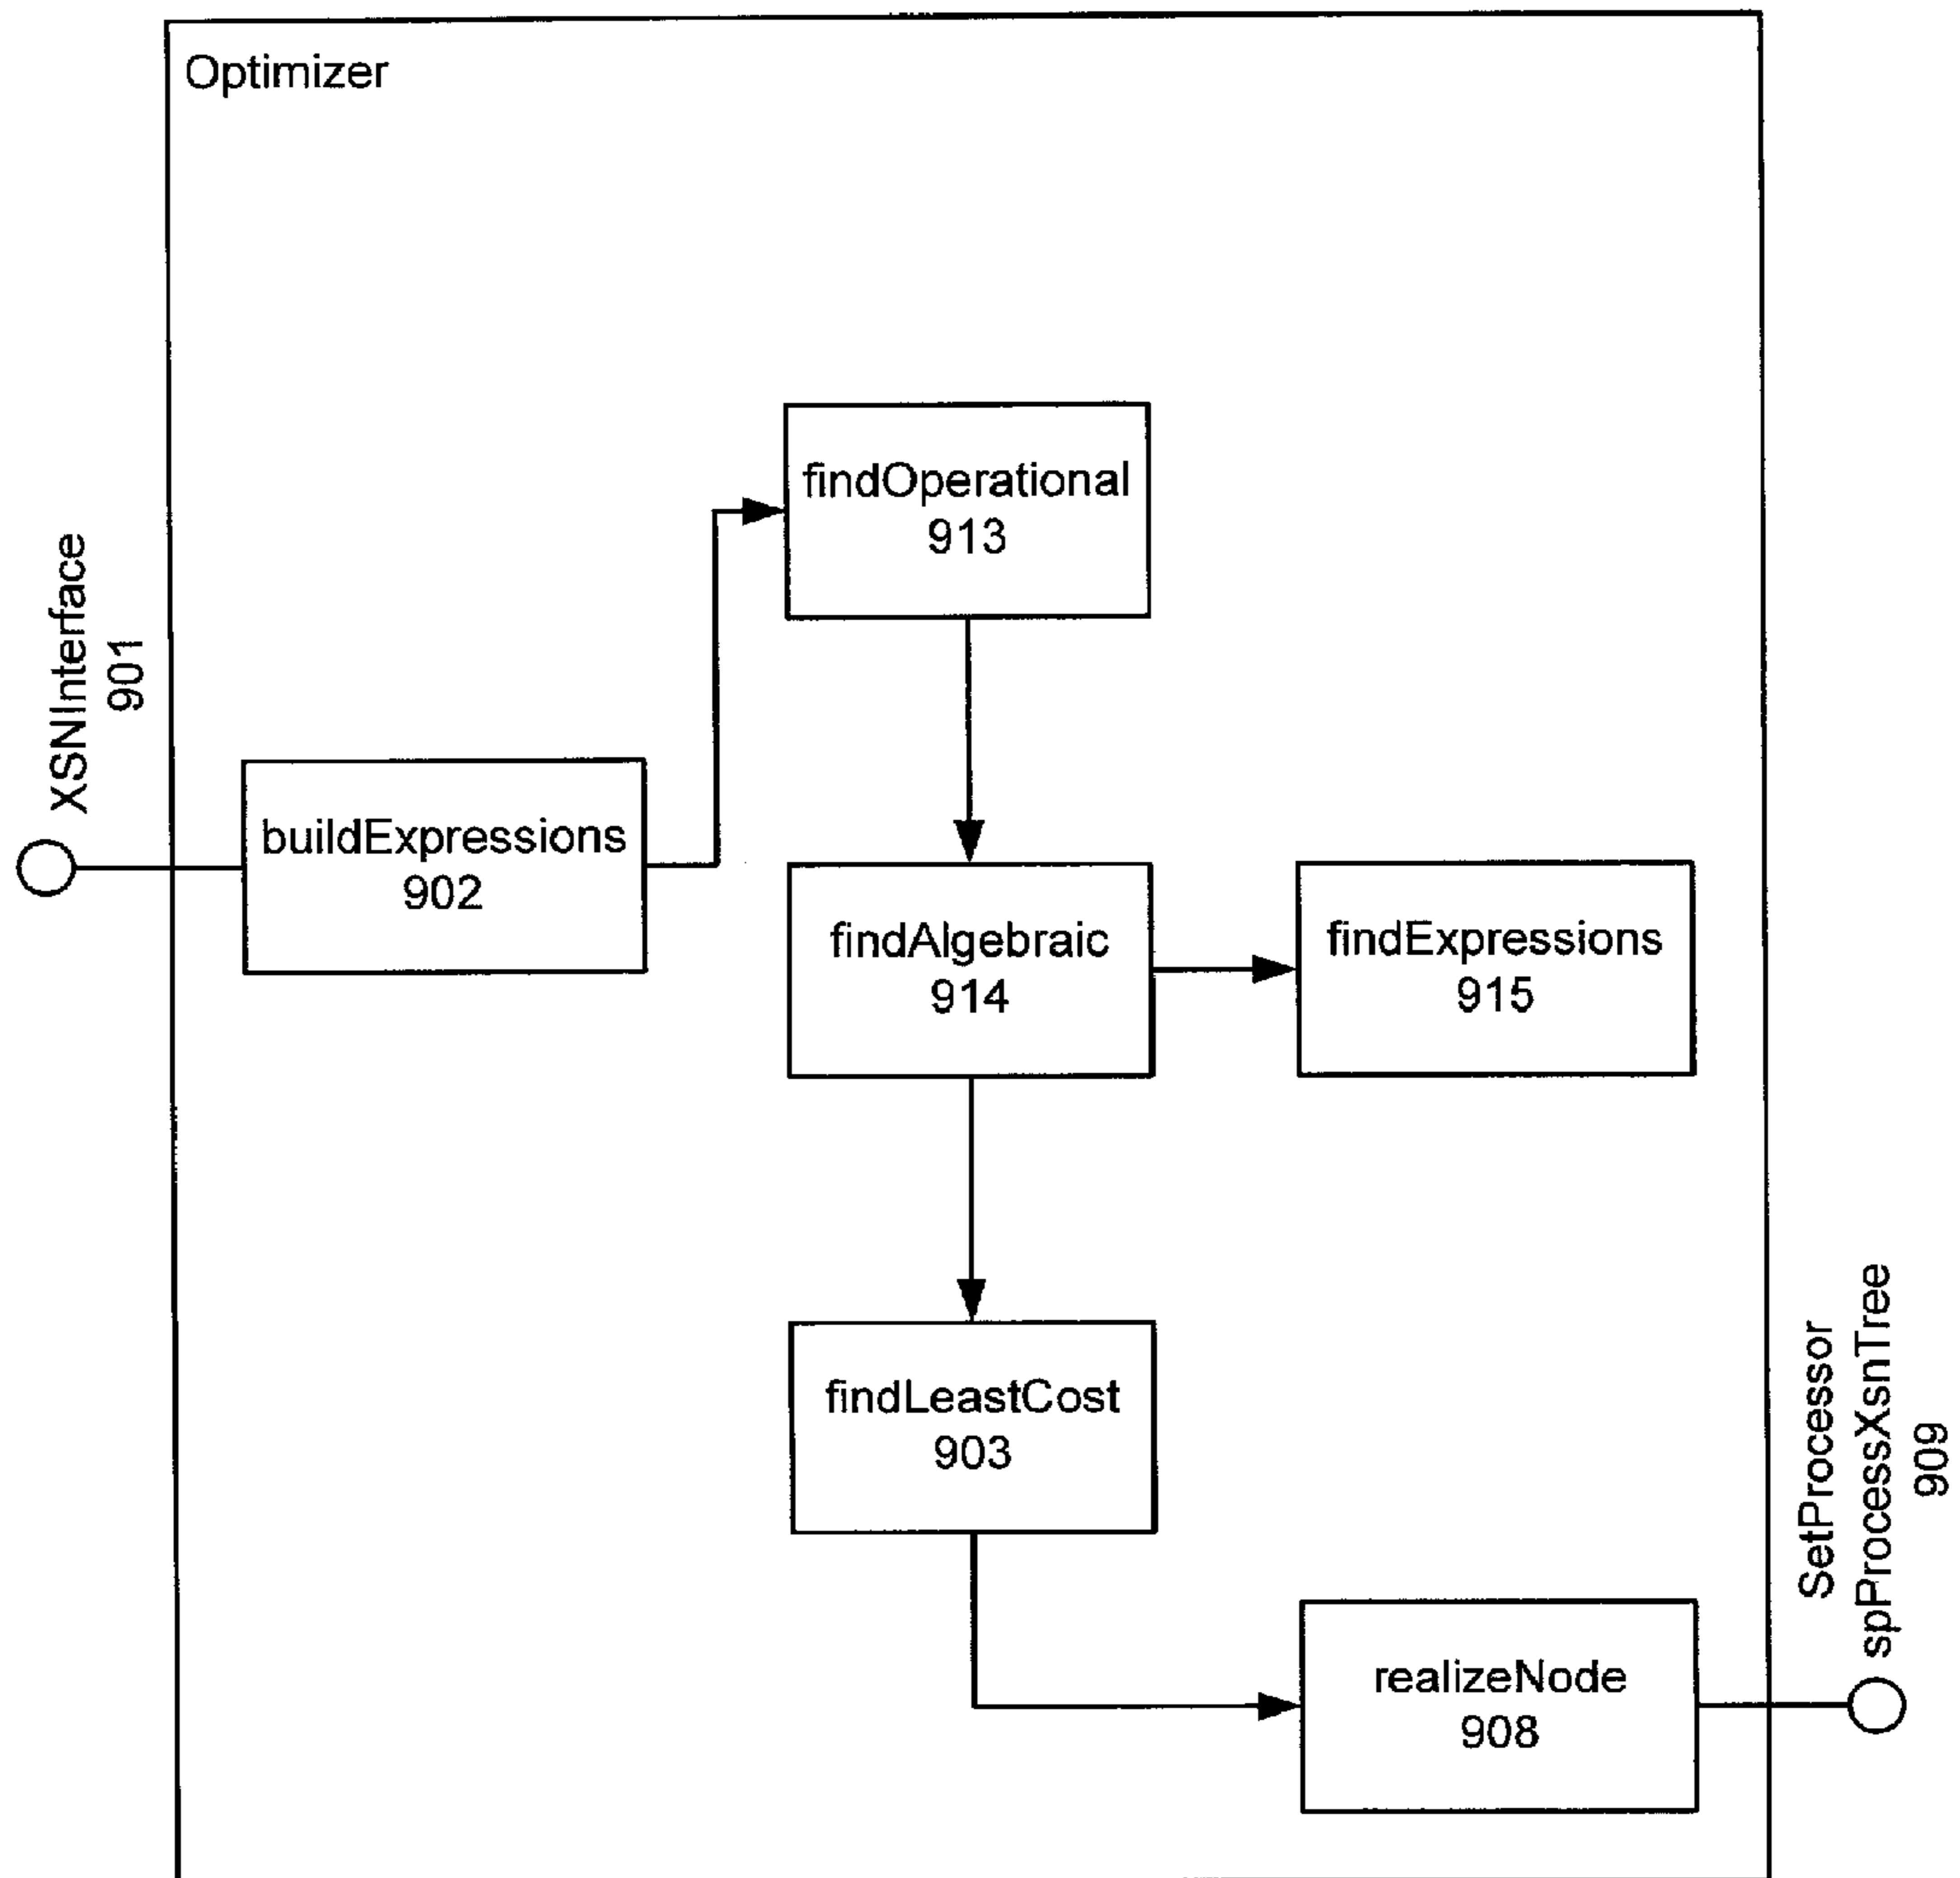 Optimizer
findOperational
913
XSNInterface
901
buildExpressions
902
findAlgebraic
914
findExpressions
915
findLeastCost
903
SetProcessor
spProcessXsnTree
909
realizeNode
908